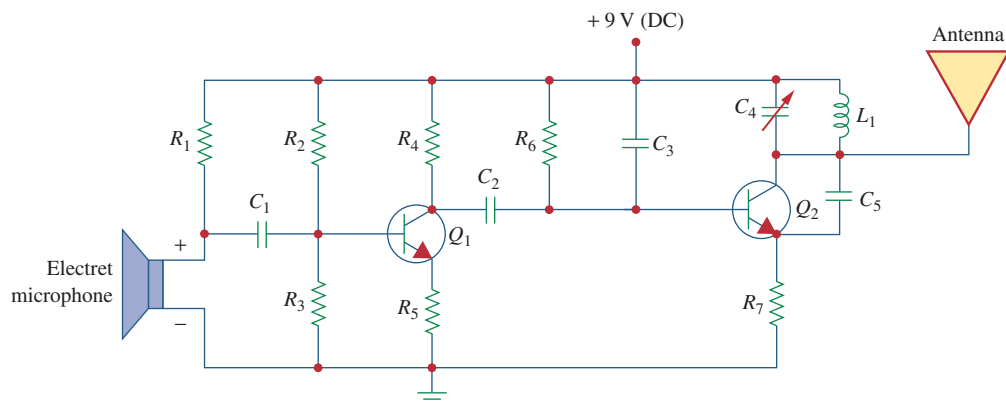 + 9 V (DC)
Antenna
R1
R2
R4
R6
C3
C4
L1
C1
C2
Q1
Q2
C5
+
Electret
microphone
−
R3
R5
R7